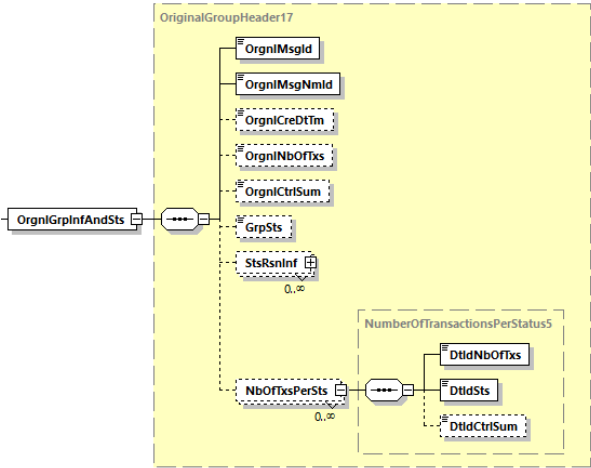 OriginalGroupHeader17
OrgnlMsgId
OrgnlMsgNmId
OrgnlCreDtTm
OrgnlNbOfTxs
OrgnlCtrlSum
OrgnlGrpInfAndSts
GrpSts
StsRsnInf
0..∞
NumberOfTransactionsPerStatus5
DtldNbOfTxs
NbOfTxsPerSts
DtldSts
0..∞
DtldCtrlSum